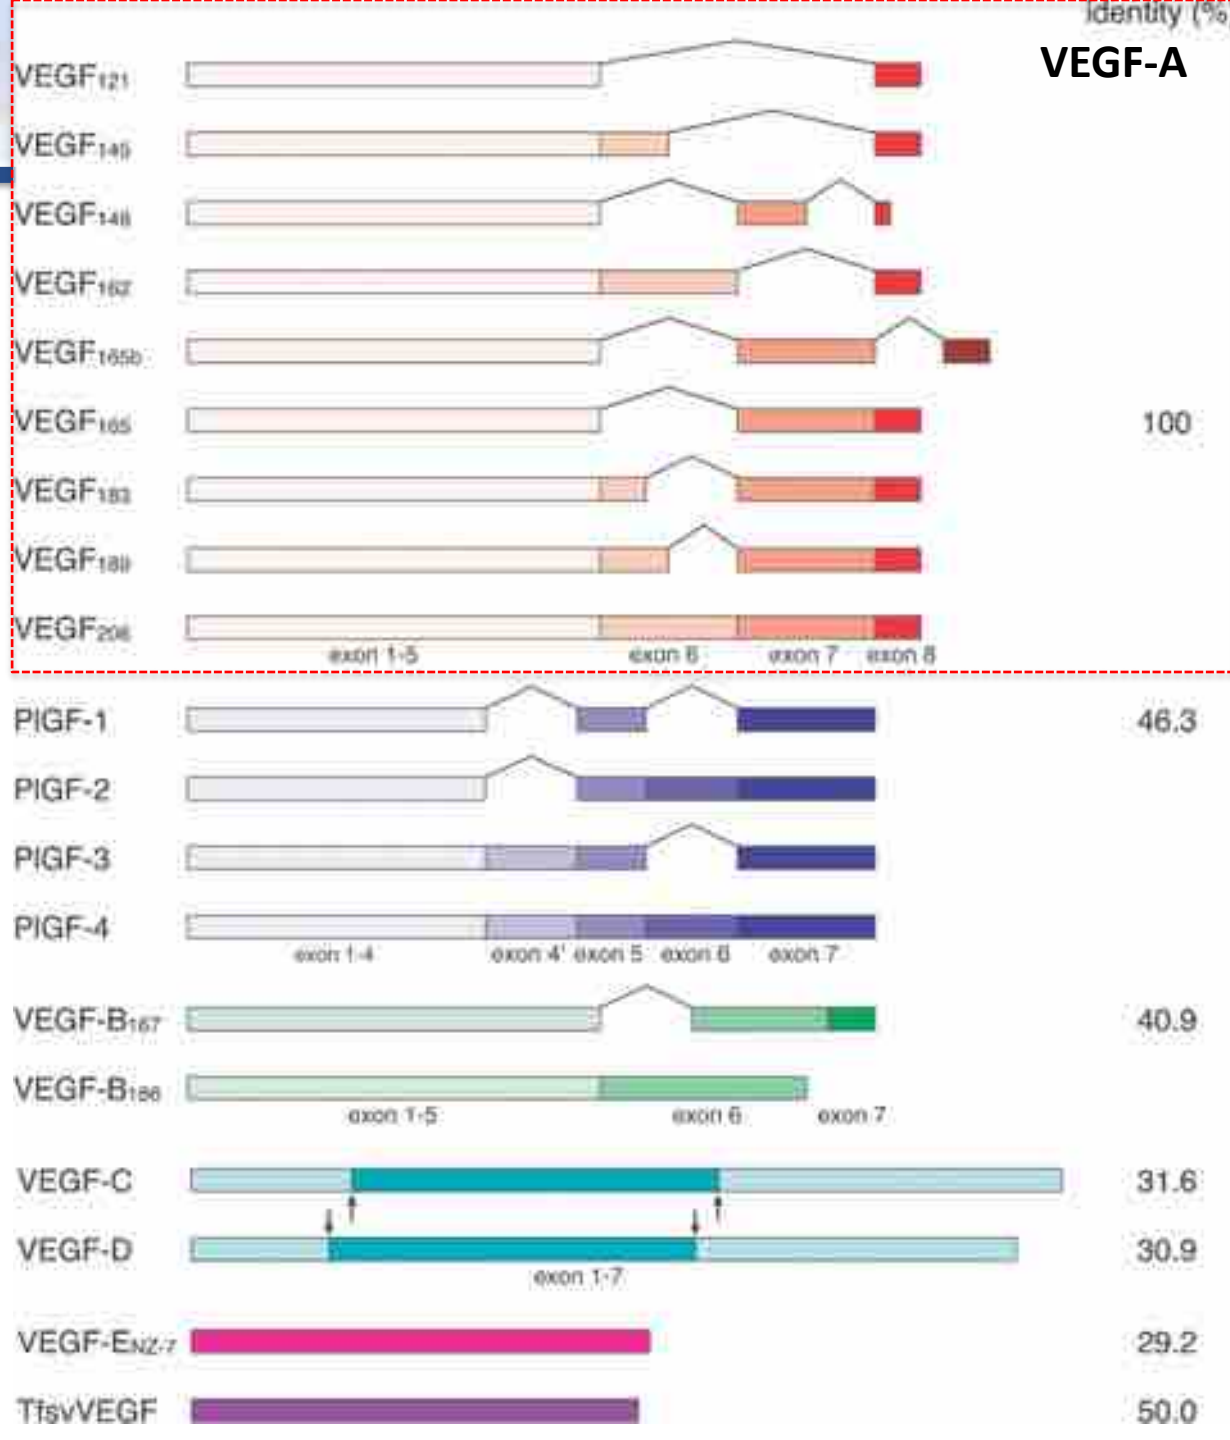 Identity (%)
VEGF-A
VEGF121
VEGF145
VEGF148
VEGF162
VEGF165b
VEGF165
100
VEGF183
VEGF189
VEGF206
exon 1-5 exon 6 exon 7 exon 8
PlGF-1 46.3
PlGF-2
PlGF-3
PlGF-4
exon 1-4 exon 4' exon 5 exon 6 exon 7
VEGF-B167 40.9
VEGF-B186
exon 1-5 exon 6 exon 7
VEGF-C 31.6
VEGF-D 30.9
exon 1-7
VEGF-ENZ-7 29.2
TfsvVEGF 50.0